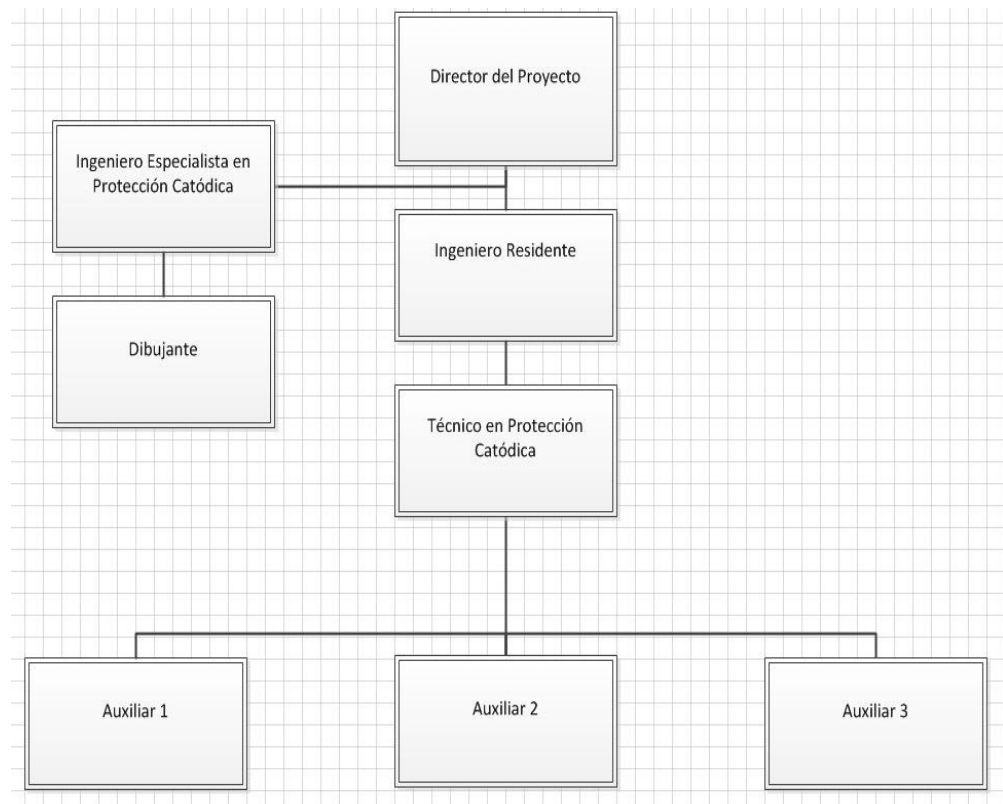 Director del Proyecto
Ingeniero Especialista en
Protección Catódica
Ingeniero Residente
Dibujante
Técnico en Protección
Catódica
Auxiliar 1
Auxiliar 2
Auxiliar 3